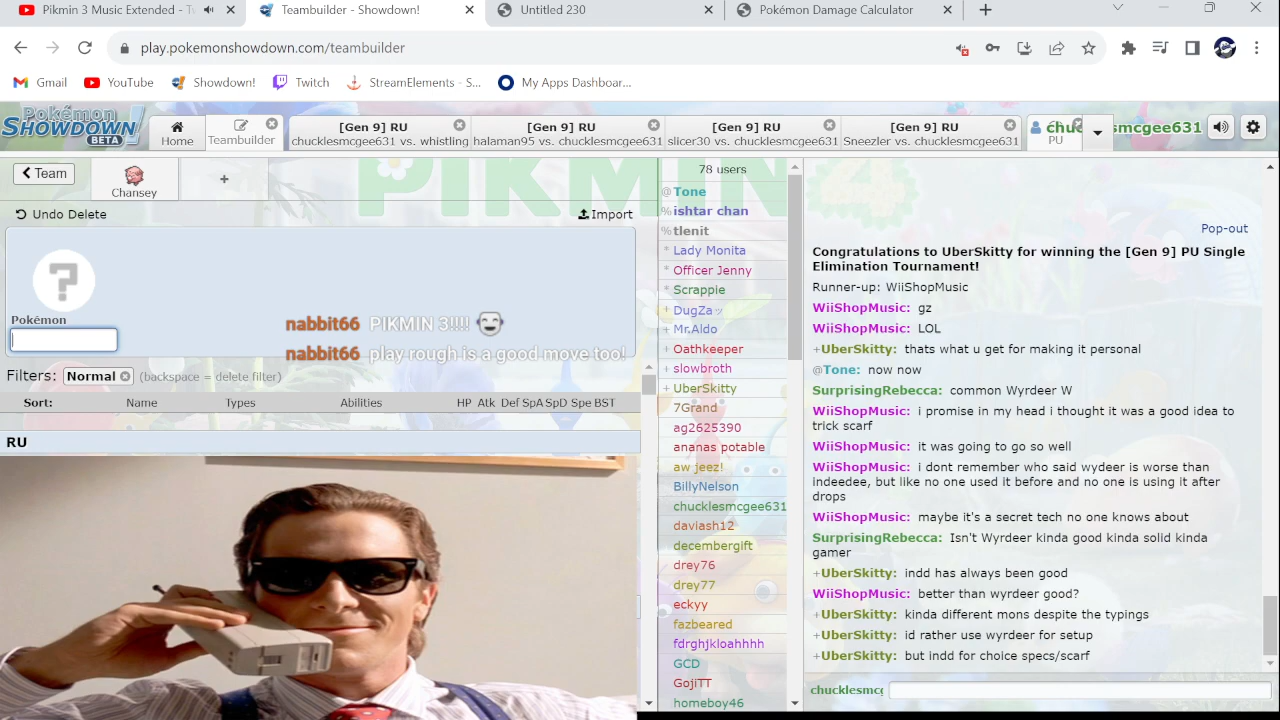 Pikmin 3 Music Extended - Tw
Teambuilder - Showdown!
Untitled 230
Pokémon Damage Calculator
play.pokemonshowdown.com/teambuilder
Gmail
YouTube
Showdown!
Twitch
StreamElements - S...
My Apps Dashboar...
Pokémon
SHOWDOWN!
BETA
Home
Teambuilder
[Gen 9] RU
chucklesmcgee631 vs. whistling
[Gen 9] RU
halaman95 vs. chucklesmcgee631
[Gen 9] RU
slicer30 vs. chucklesmcgee631
[Gen 9] RU
Sneezler vs. chucklesmcgee631
PU
smcgee631
Team
Chansey
+
PIKMIN
Undo Delete
Import
Pokémon
nabbit66 PIKMIN 3!!!!
nabbit66 play rough is a good move too!
Filters: Normal (backspace = delete filter)
Sort: Name Types Abilities HP Atk Def SpA SpD Spe BST
RU
78 users
@Tone
%ishtar chan
%tlenit
*Lady Monita
*Officer Jenny
*Scrappie
+DugZa
+Mr.Aldo
+Oathkeeper
+slowbroth
+UberSkitty
7Grand
ag2625390
ananas potable
aw jeez!
BillyNelson
chucklesmcgee631
daviash12
decembergift
drey76
drey77
eckyy
fazbeared
fdrghjkloahhhh
GCD
GojiTT
homeboy46
Pop-out
Congratulations to UberSkitty for winning the [Gen 9] PU Single
Elimination Tournament!
Runner-up: WiiShopMusic
WiiShopMusic: gz
WiiShopMusic: LOL
+UberSkitty: thats what u get for making it personal
@Tone: now now
SurprisingRebecca: common Wyrdeer W
WiiShopMusic: i promise in my head i thought it was a good idea to
trick scarf
WiiShopMusic: it was going to go so well
WiiShopMusic: i dont remember who said wydeer is worse than
indeedee, but like no one used it before and no one is using it after
drops
WiiShopMusic: maybe it's a secret tech no one knows about
SurprisingRebecca: Isn't Wyrdeer kinda good kinda solid kinda
gamer
+UberSkitty: indd has always been good
WiiShopMusic: better than wyrdeer good?
+UberSkitty: kinda different mons despite the typings
+UberSkitty: id rather use wyrdeer for setup
+UberSkitty: but indd for choice specs/scarf
chucklesmcg